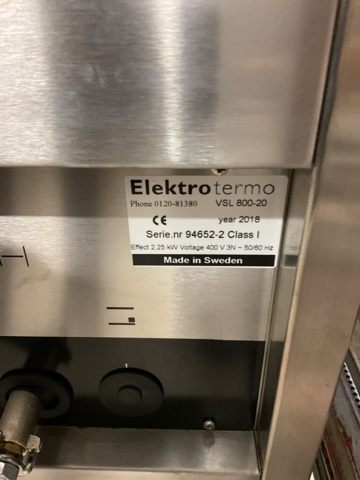 Elektrotermo
Phone 0120-81380 VSL 800-20
CE year 2018
Serie.nr 94652-2 Class I
Effect 2,25 kW Voltage 400 V 3N ~ 50/60 Hz
Made in Sweden